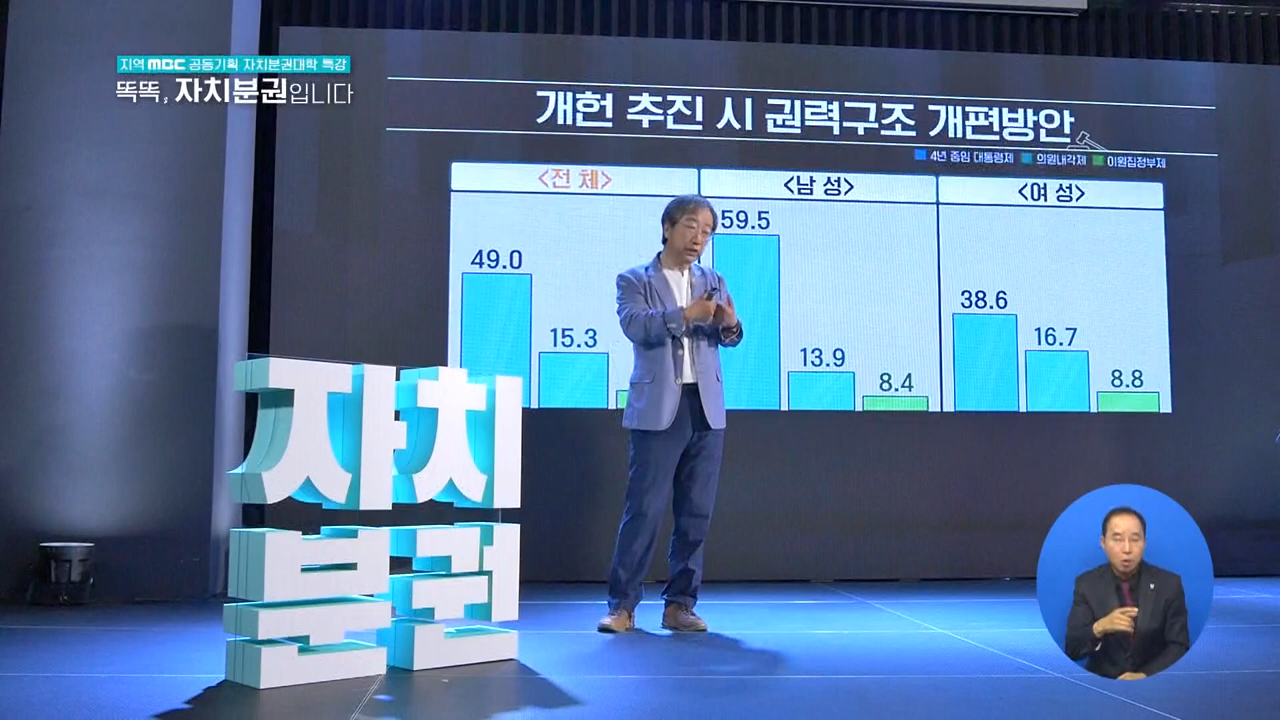 지역 MBC 공동기획 자치분권대학 특강
똑똑, 자치분권입니다
개헌 추진 시 권력구조 개편방안
4년 중임 대통령제 의원내각제 이원집정부제
<전 체> <남 성> <여 성>
49.0 15.3 59.5 13.9 8.4 38.6 16.7 8.8
자치
분권